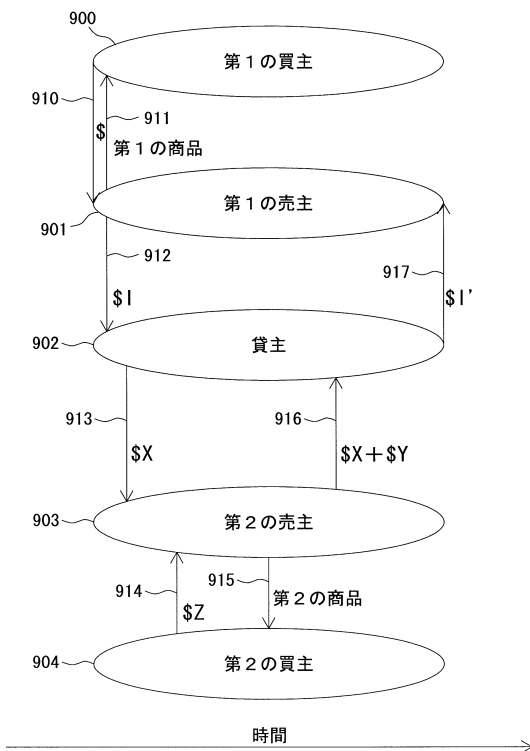 900
第1の買主
910
$
911
第1の商品
第1の売主
901
912
917
$I
$I'
902
貸主
913
916
$X
$X+$Y
903
第2の売主
914
915
第2の商品
$Z
904
第2の買主
時間